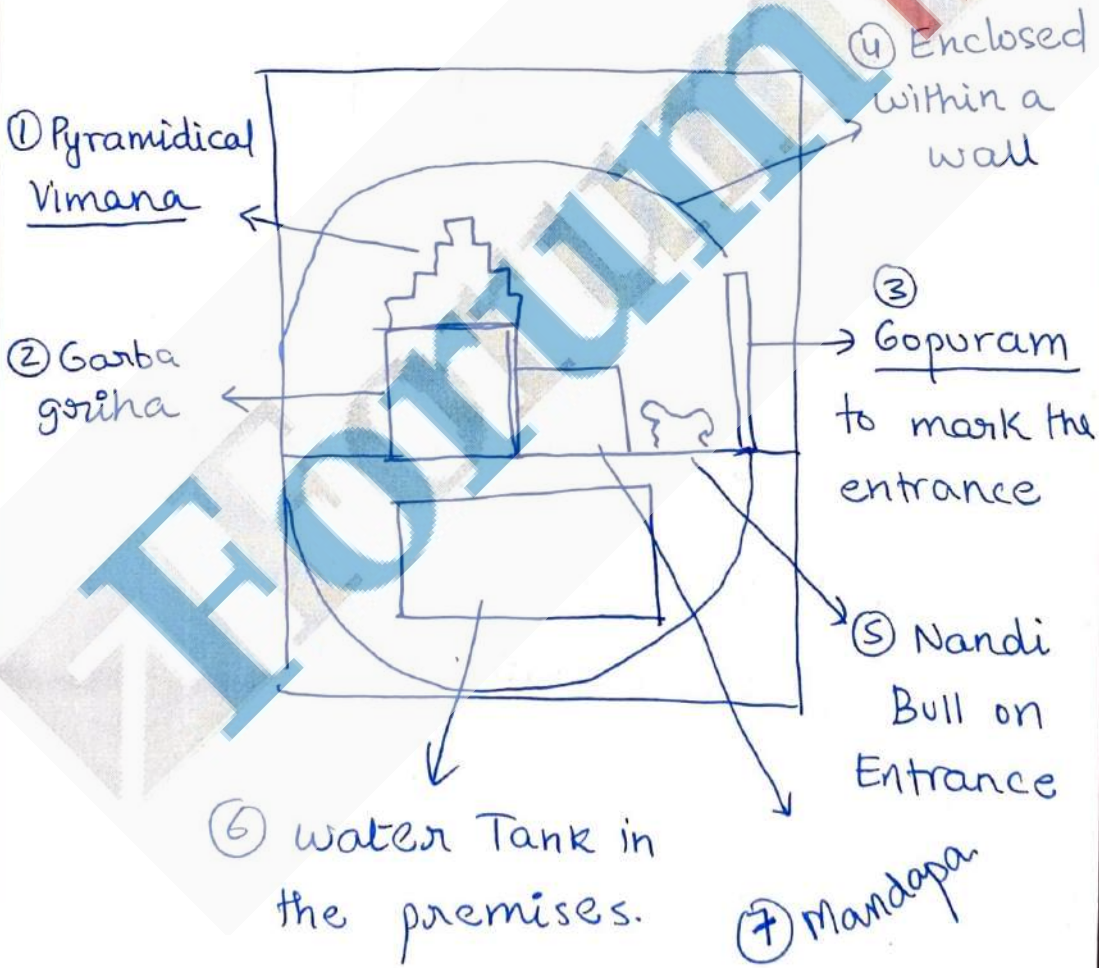 ④ Enclosed
within a
wall
① Pyramidical
Vimana
③
Gopuram
to mark the
entrance
② Garba
griha
⑤ Nandi
Bull on
Entrance
⑥ water Tank in
the premises.
⑦ Mandapa
Forum